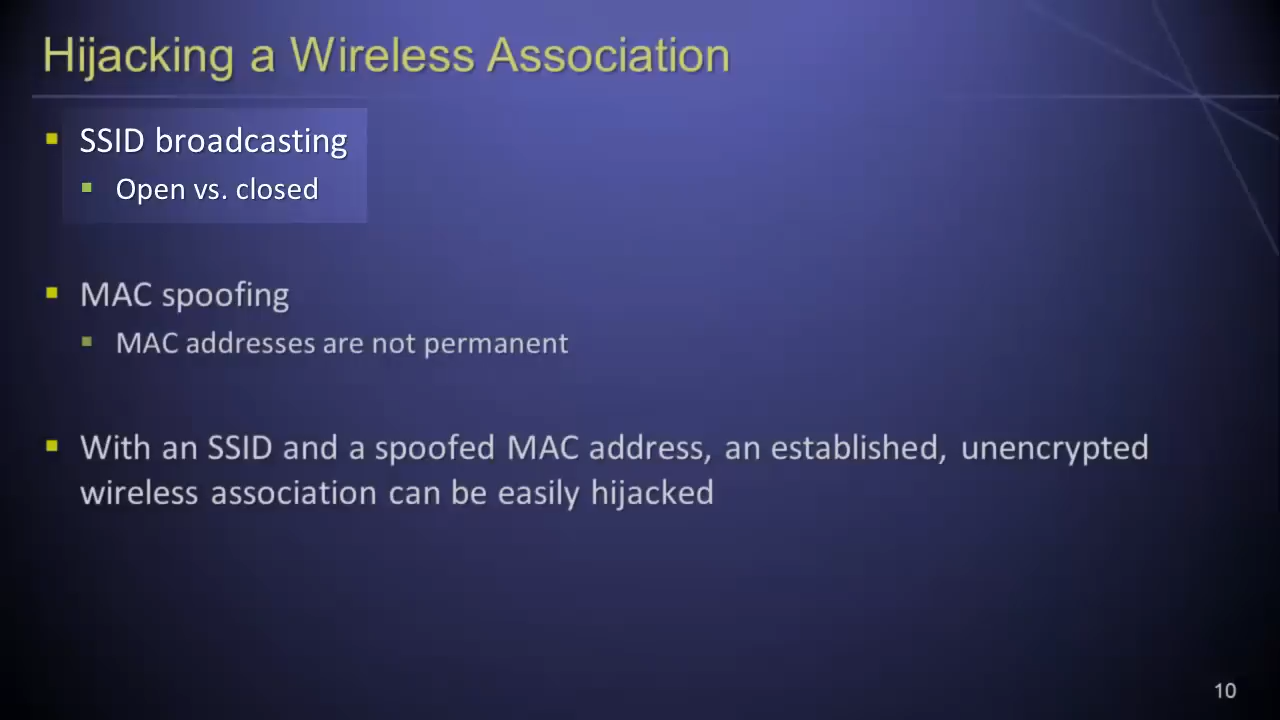 Hijacking a Wireless Association
SSID broadcasting
Open vs. closed
MAC spoofing
MAC addresses are not permanent
With an SSID and a spoofed MAC address, an established, unencrypted
wireless association can be easily hijacked
10